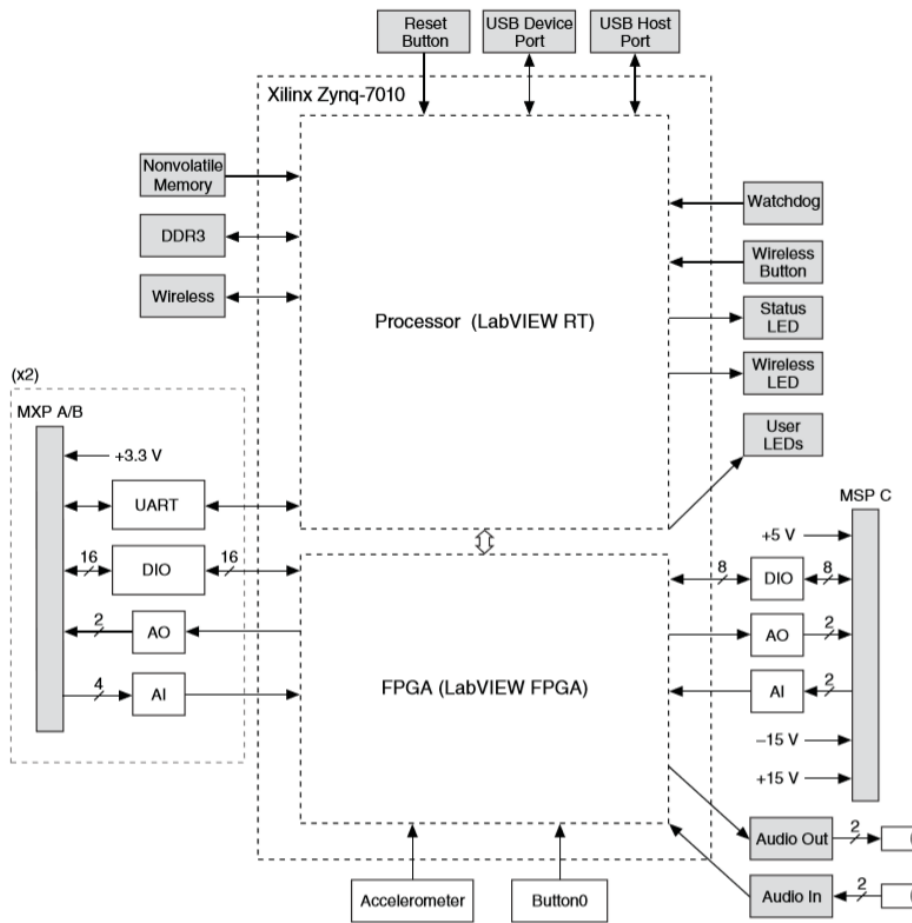 Reset
Button
USB Device
Port
USB Host
Port
Xilinx Zynq-7010
Nonvolatile
Memory
DDR3
Wireless
Processor (LabVIEW RT)
Watchdog
Wireless
Button
Status
LED
Wireless
LED
User
LEDs
(x2)
MXP A/B
+3.3 V
UART
16
DIO
16
2
AO
4
AI
FPGA (LabVIEW FPGA)
MSP C
+5 V
8
DIO
8
AO
2
AI
2
–15 V
+15 V
Audio Out
2
Audio In
2
Accelerometer
Button0